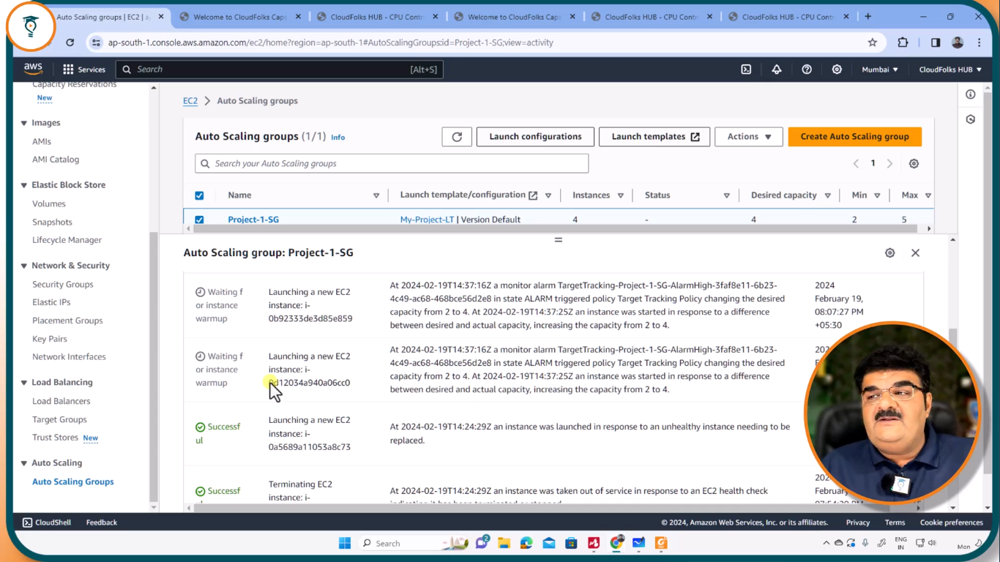 Auto Scaling groups | EC2 | a
Welcome to CloudFolks Caps
CloudFolks HUB - CPU Contr
Welcome to CloudFolks Caps
CloudFolks HUB - CPU Contr
CloudFolks HUB - CPU Contr
ap-south-1.console.aws.amazon.com/ec2/home?region=ap-south-1#AutoScalingGroups:id=Project-1-SG;view=activity
aws
Services
Search
[Alt+S]
Mumbai
CloudFolks HUB
Capacity Reservations
New
Images
AMIs
AMI Catalog
Elastic Block Store
Volumes
Snapshots
Lifecycle Manager
Network & Security
Security Groups
Elastic IPs
Placement Groups
Key Pairs
Network Interfaces
Load Balancing
Load Balancers
Target Groups
Trust Stores New
Auto Scaling
Auto Scaling Groups
EC2 > Auto Scaling groups
Auto Scaling groups (1/1) Info
Launch configurations
Launch templates
Actions
Create Auto Scaling group
Search your Auto Scaling groups
1
Name
Launch template/configuration
Instances
Status
Desired capacity
Min
Max
Project-1-SG
My-Project-LT | Version Default
4
-
4
2
5
Auto Scaling group: Project-1-SG
Waiting f
or instance
warmup
Launching a new EC2
instance: i-
0b92333de3d85e859
At 2024-02-19T14:37:16Z a monitor alarm TargetTracking-Project-1-SG-AlarmHigh-3faf8e11-6b23-
4c49-ac68-468bce56d2e8 in state ALARM triggered policy Target Tracking Policy changing the desired
capacity from 2 to 4. At 2024-02-19T14:37:25Z an instance was started in response to a difference
between desired and actual capacity, increasing the capacity from 2 to 4.
2024
February 19,
08:07:27 PM
+05:30
Waiting f
or instance
warmup
Launching a new EC2
instance: i-
0d12034a940a06cc0
At 2024-02-19T14:37:16Z a monitor alarm TargetTracking-Project-1-SG-AlarmHigh-3faf8e11-6b23-
4c49-ac68-468bce56d2e8 in state ALARM triggered policy Target Tracking Policy changing the desired
capacity from 2 to 4. At 2024-02-19T14:37:25Z an instance was started in response to a difference
between desired and actual capacity, increasing the capacity from 2 to 4.
Successf
ul
Launching a new EC2
instance: i-
0a5689a11053a8c73
At 2024-02-19T14:24:29Z an instance was launched in response to an unhealthy instance needing to be
replaced.
Successf
Terminating EC2
instance: i-
At 2024-02-19T14:24:29Z an instance was taken out of service in response to an EC2 health check
indicating it has been terminated or stopped.
CloudShell
Feedback
© 2024, Amazon Web Services, Inc. or its affiliates.
Privacy
Terms
Cookie preferences
Search
2
ENG
IN
Mon